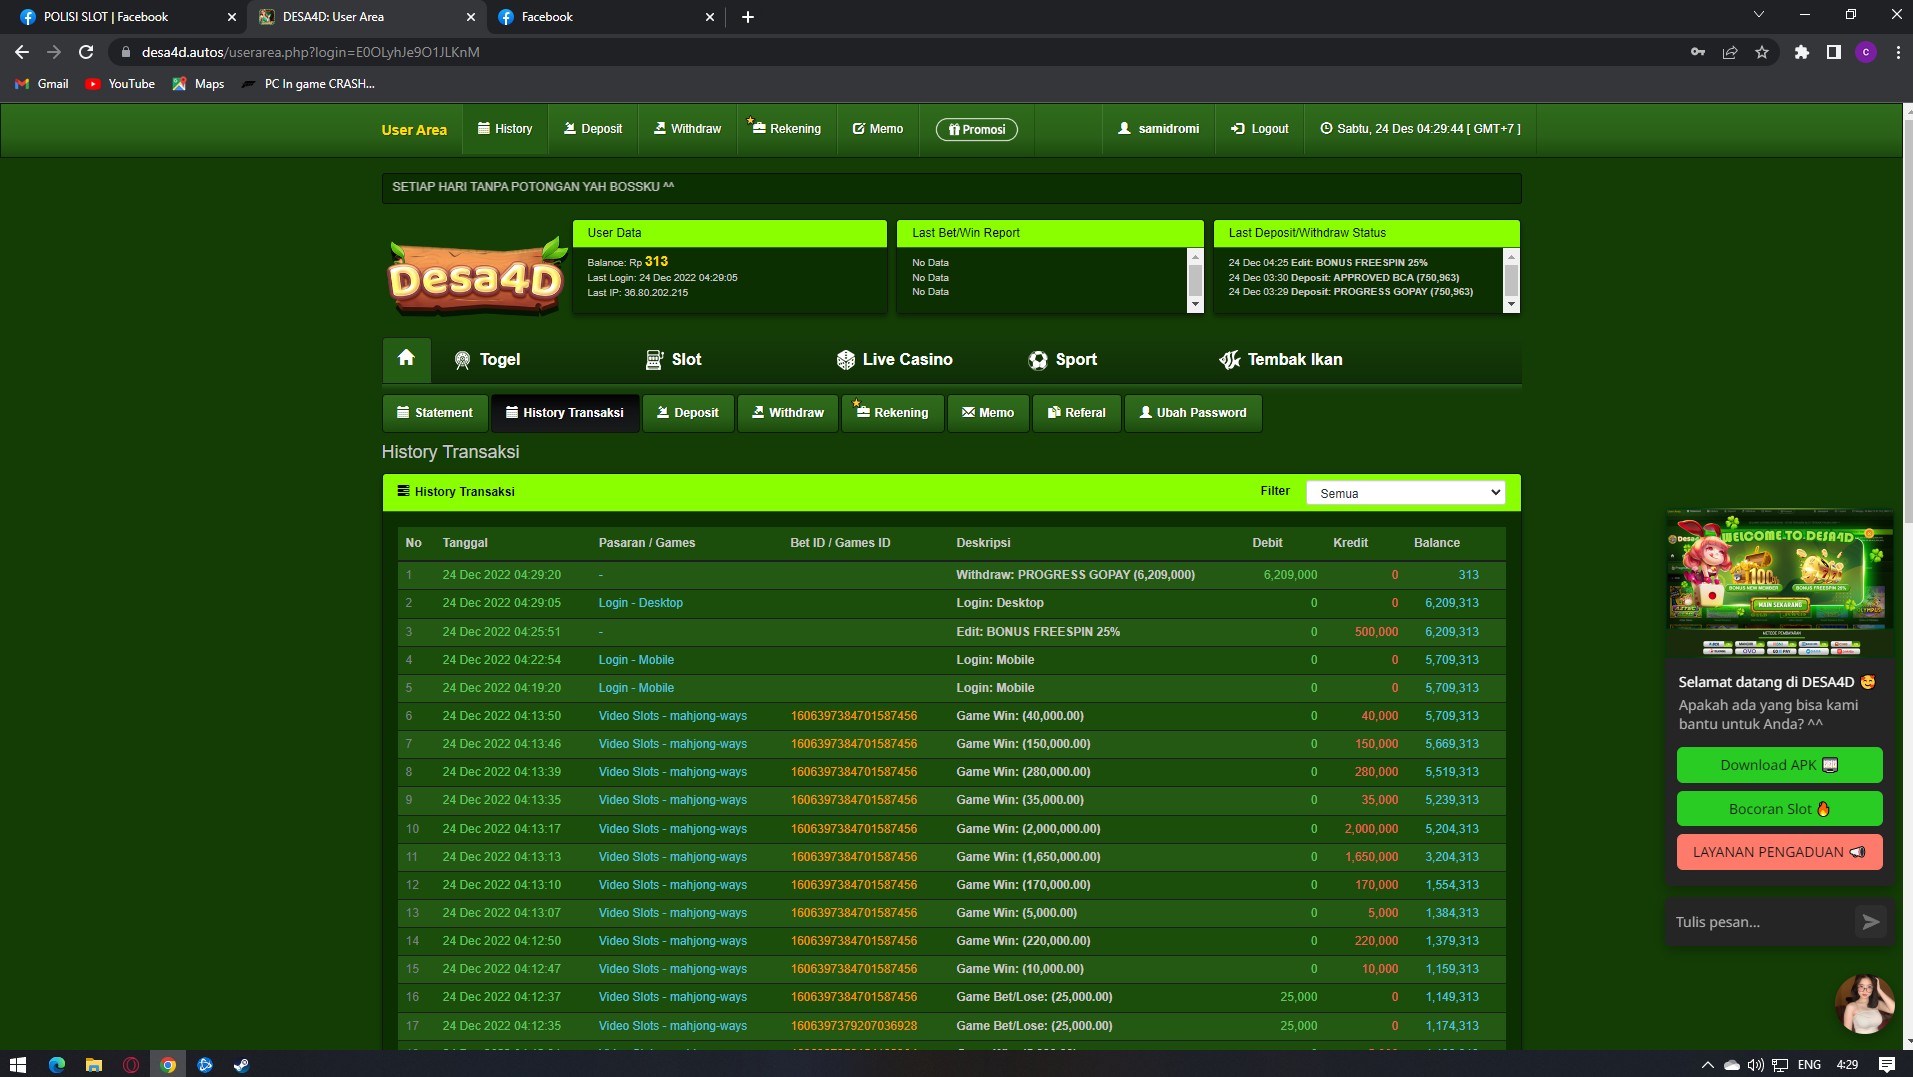 POLISI SLOT | Facebook
DESA4D: User Area
Facebook
desa4d.autos/userarea.php?login=E0OLyhJe9O1JLKnM
C
Gmail YouTube Maps PC In game CRASH...
User Area History Deposit Withdraw Rekening Memo Promosi samidromi Logout Sabtu, 24 Des 04:29:44 [ GMT+7 ]
SETIAP HARI TANPA POTONGAN YAH BOSSKU ^^
Desa4D
User Data
Balance: Rp 313
Last Login: 24 Dec 2022 04:29:05
Last IP: 36.80.202.215
Last Bet/Win Report
No Data
No Data
No Data
Last Deposit/Withdraw Status
24 Dec 04:25 Edit: BONUS FREESPIN 25%
24 Dec 03:30 Deposit: APPROVED BCA (750,963)
24 Dec 03:29 Deposit: PROGRESS GOPAY (750,963)
Togel Slot Live Casino Sport Tembak Ikan
Statement History Transaksi Deposit Withdraw Rekening Memo Referal Ubah Password
History Transaksi
History Transaksi Filter Semua
No Tanggal Pasaran / Games Bet ID / Games ID Deskripsi Debit Kredit Balance
1 24 Dec 2022 04:29:20 - Withdraw: PROGRESS GOPAY (6,209,000) 6,209,000 0 313
2 24 Dec 2022 04:29:05 Login - Desktop Login: Desktop 0 0 6,209,313
3 24 Dec 2022 04:25:51 - Edit: BONUS FREESPIN 25% 0 500,000 6,209,313
4 24 Dec 2022 04:22:54 Login - Mobile Login: Mobile 0 0 5,709,313
5 24 Dec 2022 04:19:20 Login - Mobile Login: Mobile 0 0 5,709,313
6 24 Dec 2022 04:13:50 Video Slots - mahjong-ways 1606397384701587456 Game Win: (40,000.00) 0 40,000 5,709,313
7 24 Dec 2022 04:13:46 Video Slots - mahjong-ways 1606397384701587456 Game Win: (150,000.00) 0 150,000 5,669,313
8 24 Dec 2022 04:13:39 Video Slots - mahjong-ways 1606397384701587456 Game Win: (280,000.00) 0 280,000 5,519,313
9 24 Dec 2022 04:13:35 Video Slots - mahjong-ways 1606397384701587456 Game Win: (35,000.00) 0 35,000 5,239,313
10 24 Dec 2022 04:13:17 Video Slots - mahjong-ways 1606397384701587456 Game Win: (2,000,000.00) 0 2,000,000 5,204,313
11 24 Dec 2022 04:13:13 Video Slots - mahjong-ways 1606397384701587456 Game Win: (1,650,000.00) 0 1,650,000 3,204,313
12 24 Dec 2022 04:13:10 Video Slots - mahjong-ways 1606397384701587456 Game Win: (170,000.00) 0 170,000 1,554,313
13 24 Dec 2022 04:13:07 Video Slots - mahjong-ways 1606397384701587456 Game Win: (5,000.00) 0 5,000 1,384,313
14 24 Dec 2022 04:12:50 Video Slots - mahjong-ways 1606397384701587456 Game Win: (220,000.00) 0 220,000 1,379,313
15 24 Dec 2022 04:12:47 Video Slots - mahjong-ways 1606397384701587456 Game Win: (10,000.00) 0 10,000 1,159,313
16 24 Dec 2022 04:12:37 Video Slots - mahjong-ways 1606397384701587456 Game Bet/Lose: (25,000.00) 25,000 0 1,149,313
17 24 Dec 2022 04:12:35 Video Slots - mahjong-ways 1606397379207036928 Game Bet/Lose: (25,000.00) 25,000 0 1,174,313
WELCOME TO DESA4D
BONUS NEW MEMBER
BONUS FREESPIN 25%
MAIN SEKARANG
METODE PEMBAYARAN
Selamat datang di DESA4D 🥰
Apakah ada yang bisa kami
bantu untuk Anda? ^^
Download APK
Bocoran Slot 🔥
LAYANAN PENGADUAN 📢
Tulis pesan...
ENG 4:29